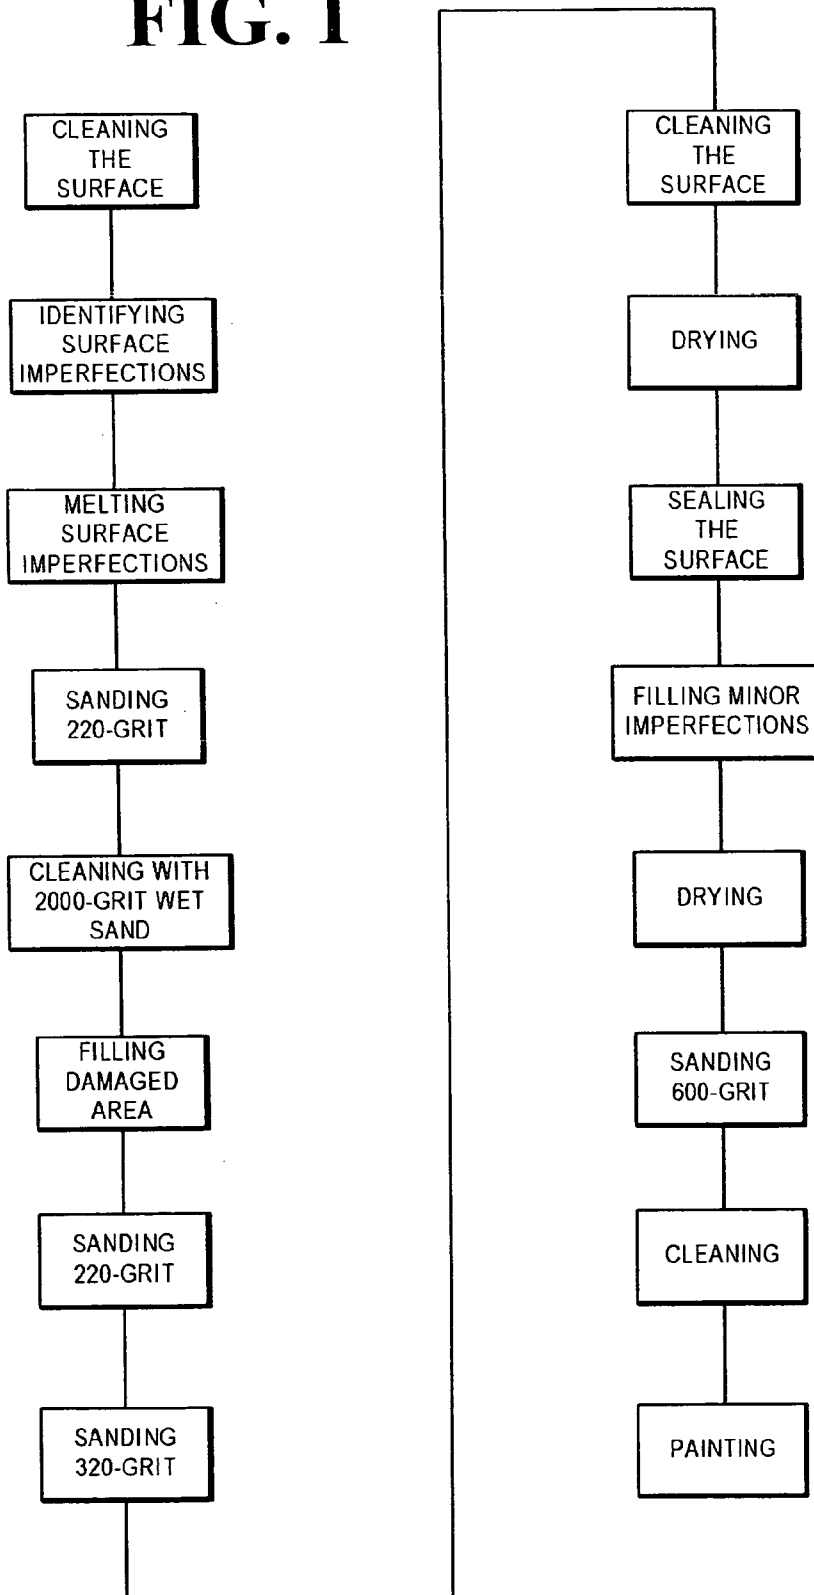 FIG. 1
CLEANING
THE
SURFACE
IDENTIFYING
SURFACE
IMPERFECTIONS
MELTING
SURFACE
IMPERFECTIONS
SANDING
220-GRIT
CLEANING WITH
2000-GRIT WET
SAND
FILLING
DAMAGED
AREA
SANDING
220-GRIT
SANDING
320-GRIT
CLEANING
THE
SURFACE
DRYING
SEALING
THE
SURFACE
FILLING MINOR
IMPERFECTIONS
DRYING
SANDING
600-GRIT
CLEANING
PAINTING